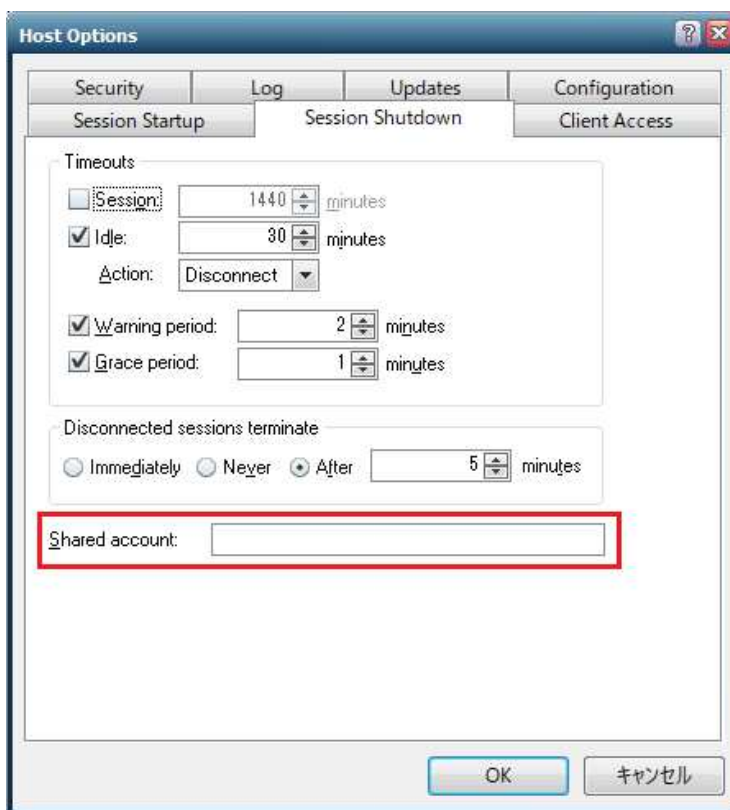 Host Options
Security Log Updates Configuration
Session Startup Session Shutdown Client Access
Timeouts
Session: 1440 minutes
Idle: 30 minutes
Action: Disconnect
Warning period: 2 minutes
Grace period: 1 minutes
Disconnected sessions terminate
Immediately Never After 5 minutes
Shared account:
OK キャンセル